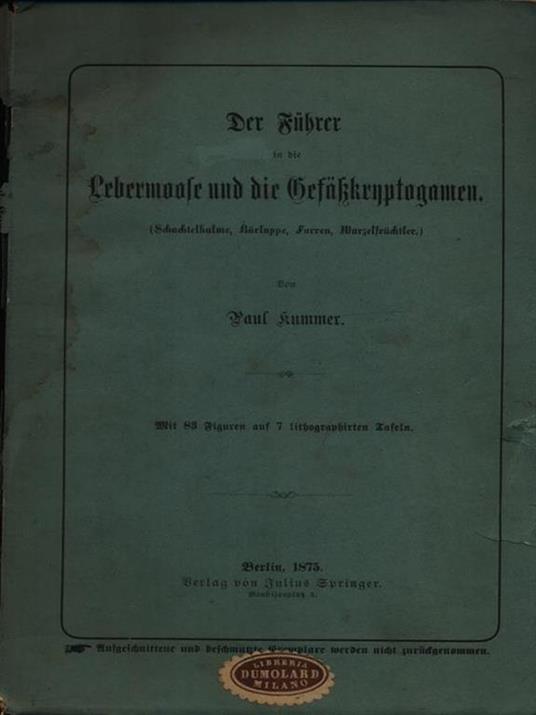 Der Führer
in die
Lebermoose und die Gefäßkryptogamen.
(Schachtelhalme, Bärlappe, Farren, Wurzelfrüchtler.)
Von
Paul Kummer.
Mit 83 Figuren auf 7 lithographirten Tafeln.
Berlin, 1875.
Verlag von Julius Springer.
Monbijouplatz 3.
Aufgeschnittene und beschmutzte Exemplare werden nicht zurückgenommen.
LIBRERIA
DUMOLARD
MILANO